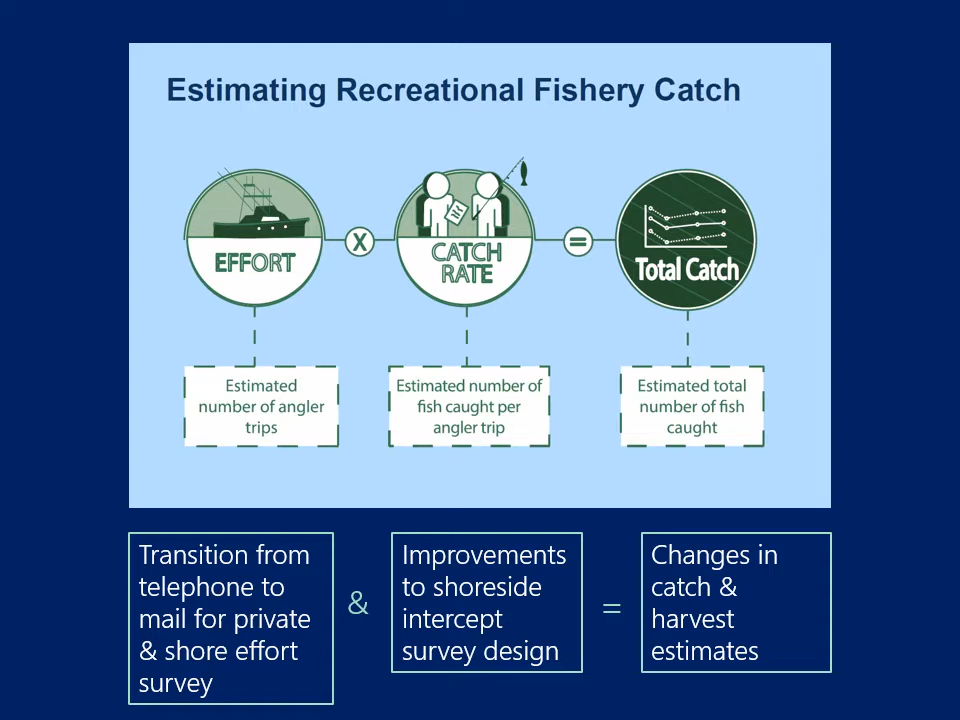 Estimating Recreational Fishery Catch
EFFORT
X
CATCH
RATE
=
Total Catch
Estimated
number of angler
trips
Estimated number of
fish caught per
angler trip
Estimated total
number of fish
caught
Transition from
telephone to
mail for private
& shore effort
survey
&
Improvements
to shoreside
intercept
survey design
=
Changes in
catch &
harvest
estimates